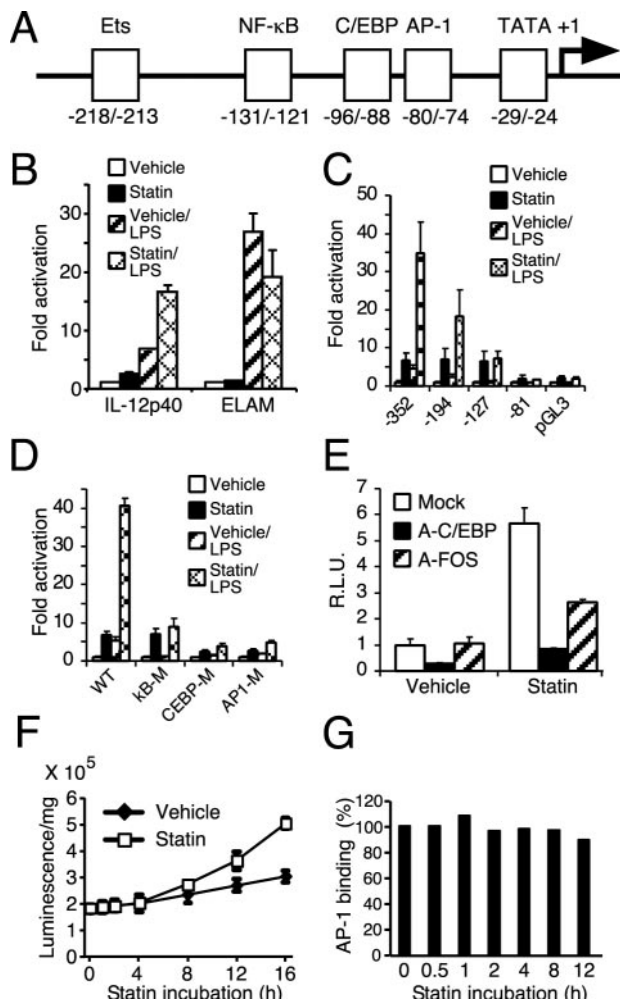 A
Ets NF-κB C/EBP AP-1 TATA +1
-218/-213 -131/-121 -96/-88 -80/-74 -29/-24
B
Vehicle
Statin
Vehicle/
LPS
Statin/
LPS
Fold activation
30
20
10
0
IL-12p40 ELAM
C
Vehicle
Statin
Vehicle/
LPS
Statin/
LPS
Fold activation
50
40
30
20
10
0
-352 -194 -127 -81 pGL3
D
Vehicle
Statin
Vehicle/
LPS
Statin/
LPS
Fold activation
40
30
20
10
5
0
WT kB-M CEBP-M AP1-M
E
Mock
A-C/EBP
A-FOS
R.L.U.
7
6
5
4
3
2
1
0
Vehicle Statin
F
X 10⁵
Vehicle
Statin
Luminescence/mg
6
5
4
3
2
1
0
0 4 8 12 16
Statin incubation (h)
G
AP-1 binding (%)
120
100
80
60
40
20
0
0 0.5 1 2 4 8 12
Statin incubation (h)